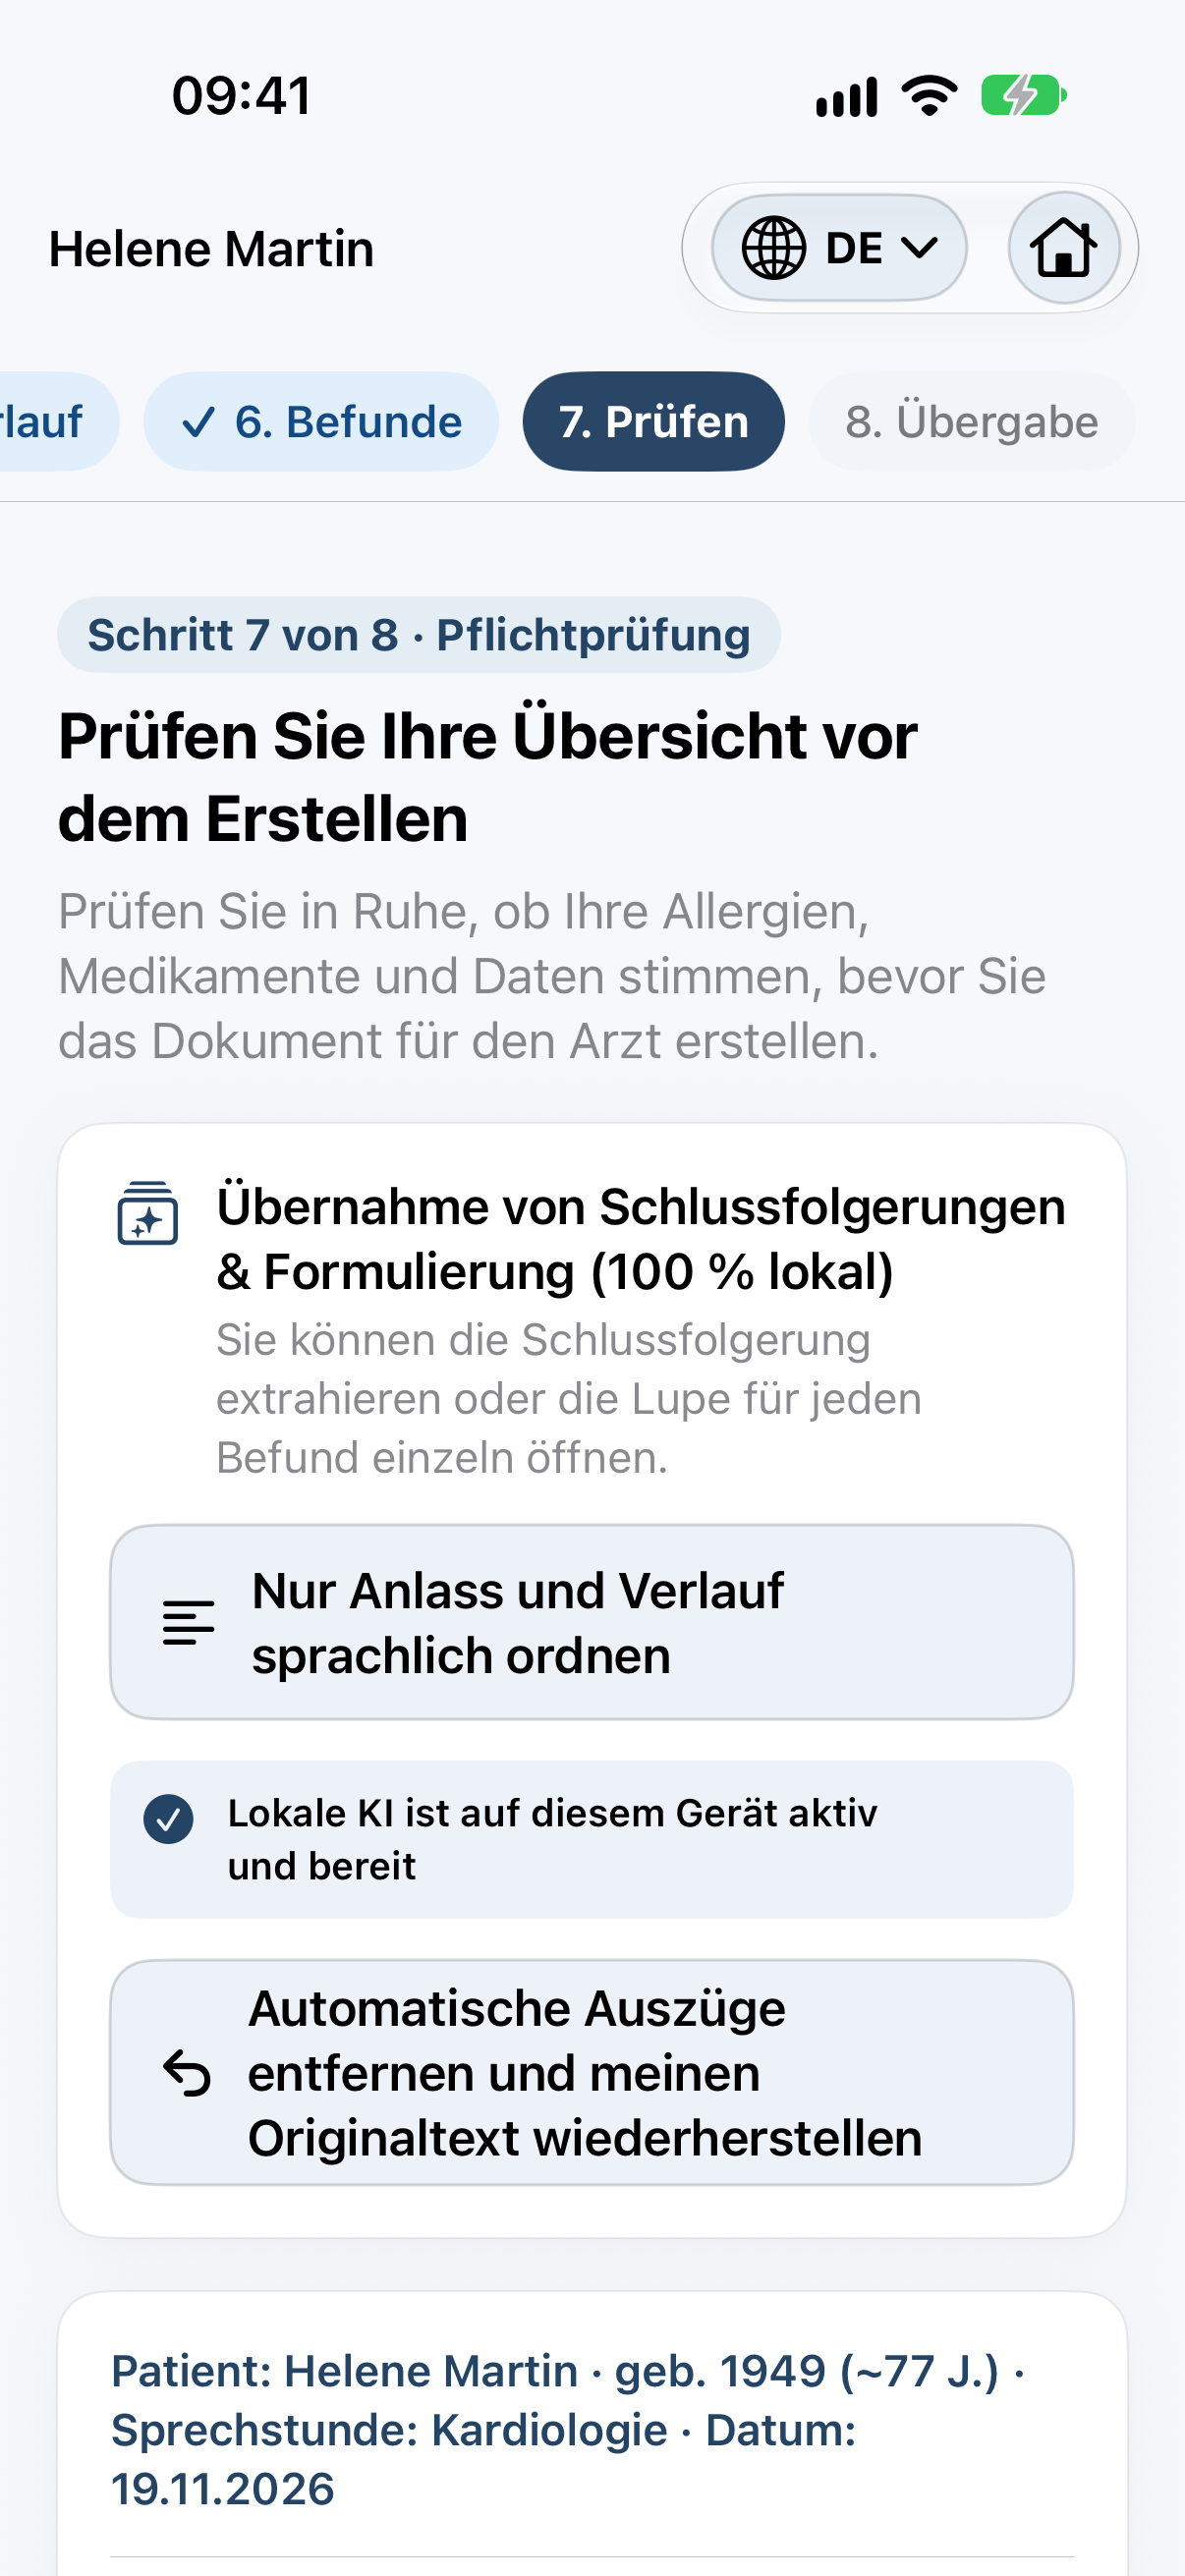 09:41
Helene Martin
DE
rlauf
✓ 6. Befunde
7. Prüfen
8. Übergabe
Schritt 7 von 8 · Pflichtprüfung
Prüfen Sie Ihre Übersicht vor
dem Erstellen
Prüfen Sie in Ruhe, ob Ihre Allergien,
Medikamente und Daten stimmen, bevor Sie
das Dokument für den Arzt erstellen.
Übernahme von Schlussfolgerungen
& Formulierung (100 % lokal)
Sie können die Schlussfolgerung
extrahieren oder die Lupe für jeden
Befund einzeln öffnen.
Nur Anlass und Verlauf
sprachlich ordnen
Lokale KI ist auf diesem Gerät aktiv
und bereit
Automatische Auszüge
entfernen und meinen
Originaltext wiederherstellen
Patient: Helene Martin · geb. 1949 (~77 J.) ·
Sprechstunde: Kardiologie · Datum:
19.11.2026